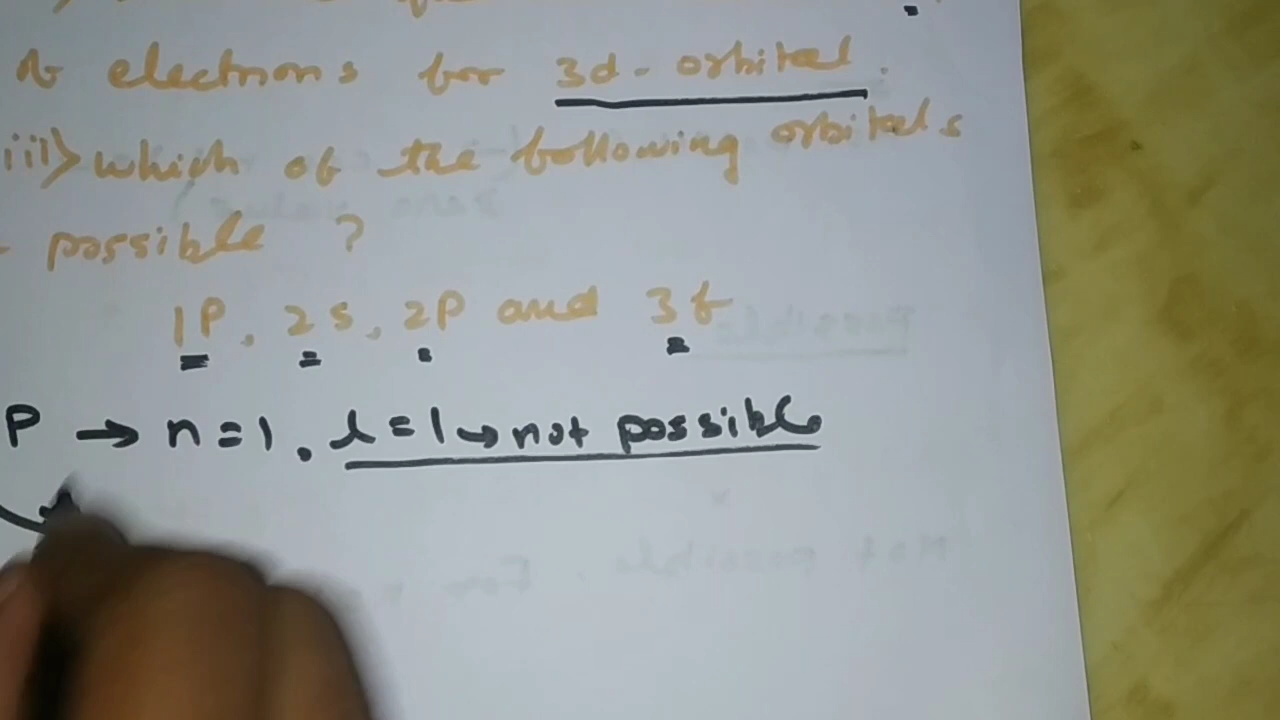 of electrons for 3d-orbital.
iii> which of the following orbitals
possible ?
1P, 2s, 2P and 3f
P → n=1, l=1→not possible